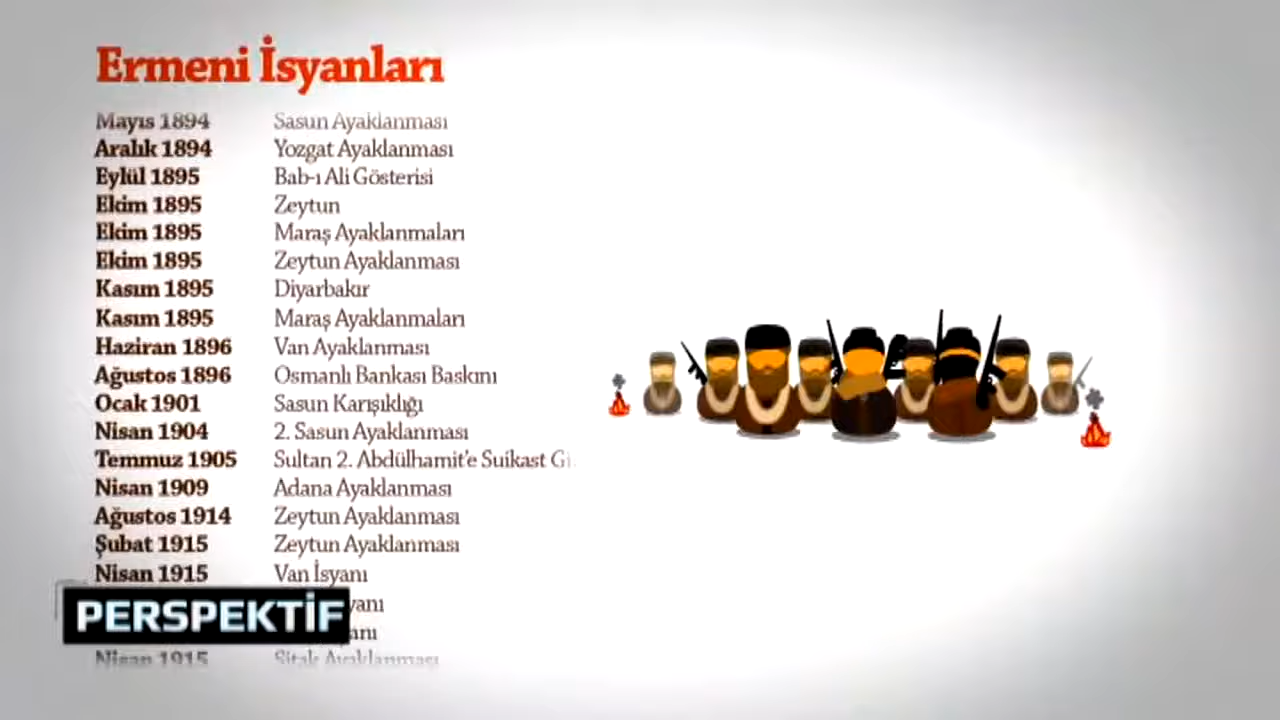 Ermeni İsyanları
Mayıs 1894 Sasun Ayaklanması
Aralık 1894 Yozgat Ayaklanması
Eylül 1895 Bab-ı Ali Gösterisi
Ekim 1895 Zeytun
Ekim 1895 Maraş Ayaklanmaları
Ekim 1895 Zeytun Ayaklanması
Kasım 1895 Diyarbakır
Kasım 1895 Maraş Ayaklanmaları
Haziran 1896 Van Ayaklanması
Ağustos 1896 Osmanlı Bankası Baskını
Ocak 1901 Sasun Karışıklığı
Nisan 1904 2. Sasun Ayaklanması
Temmuz 1905 Sultan 2. Abdülhamit'e Suikast
Nisan 1909 Adana Ayaklanması
Ağustos 1914 Zeytun Ayaklanması
Şubat 1915 Zeytun Ayaklanması
Nisan 1915 Van İsyanı
PERSPEKTİF
Nisan 1915 Ayaklanması